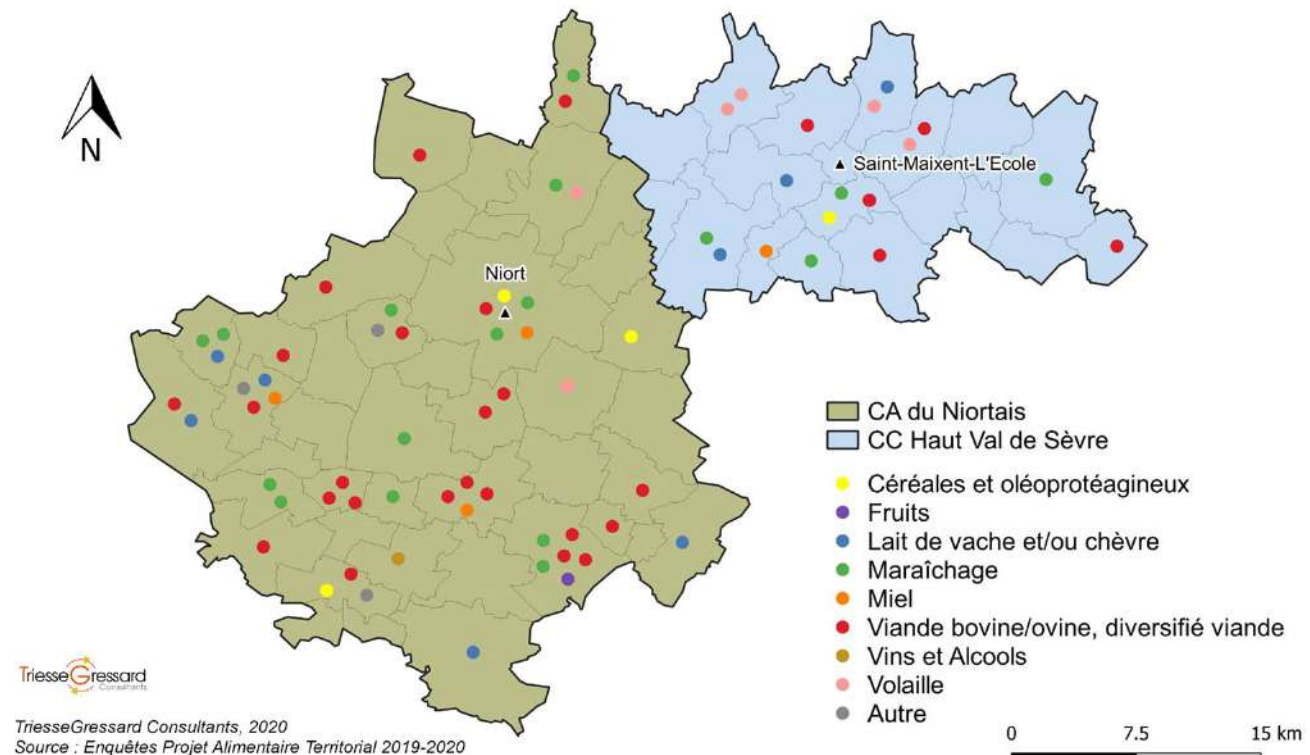 N
Saint-Maixent-L'Ecole
Niort
CA du Niortais
CC Haut Val de Sèvre
Céréales et oléoprotéagineux
Fruits
Lait de vache et/ou chèvre
Maraîchage
Miel
Viande bovine/ovine, diversifié viande
Vins et Alcools
Volaille
Autre
TriesseGressard
Consultants
TriesseGressard Consultants, 2020
Source : Enquêtes Projet Alimentaire Territorial 2019-2020
0 7.5 15 km